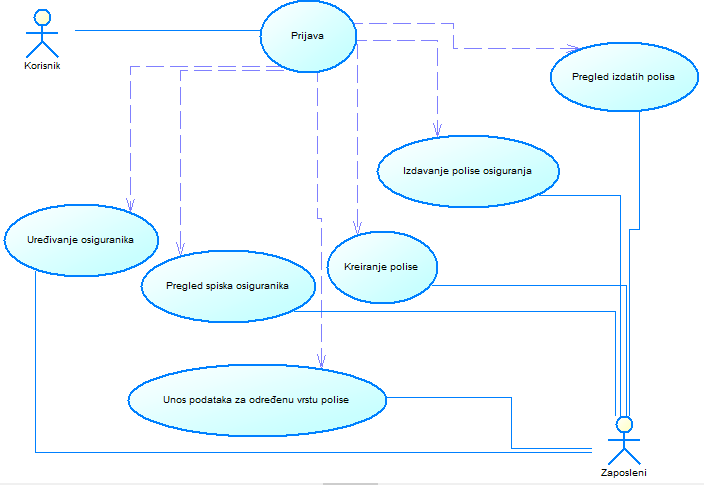 Korisnik
Prijava
Pregled izdatih polisa
Izdavanje polise osiguranja
Uređivanje osiguranika
Pregled spiska osiguranika
Kreiranje polise
Unos podataka za određenu vrstu polise
Zaposleni